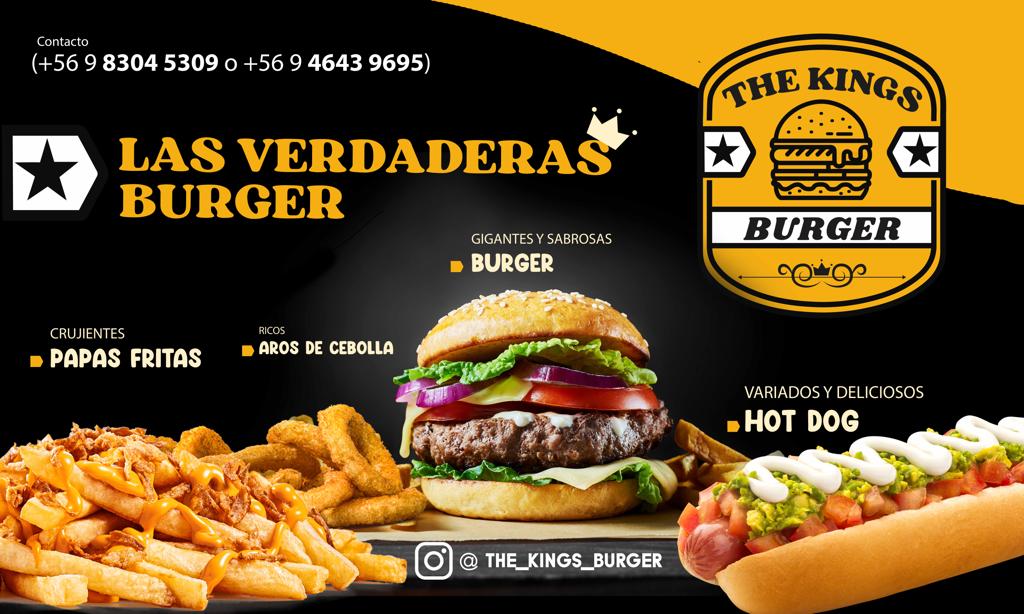 Contacto
(+56 9 8304 5309 o +56 9 4643 9695)
THE KINGS
BURGER
LAS VERDADERAS
BURGER
GIGANTES Y SABROSAS
BURGER
CRUJIENTES
PAPAS FRITAS
RICOS
AROS DE CEBOLLA
VARIADOS Y DELICIOSOS
HOT DOG
@ THE_KINGS_BURGER